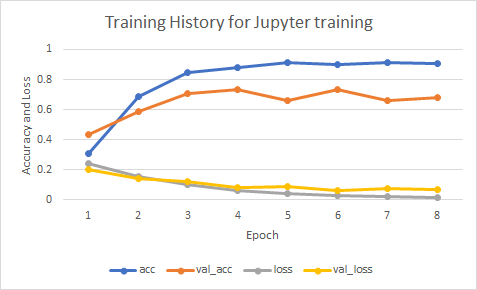 Training History for Jupyter training
Accuracy and Loss
1
0.8
0.6
0.4
0.2
0
1 2 3 4 5 6 7 8
Epoch
acc val_acc loss val_loss